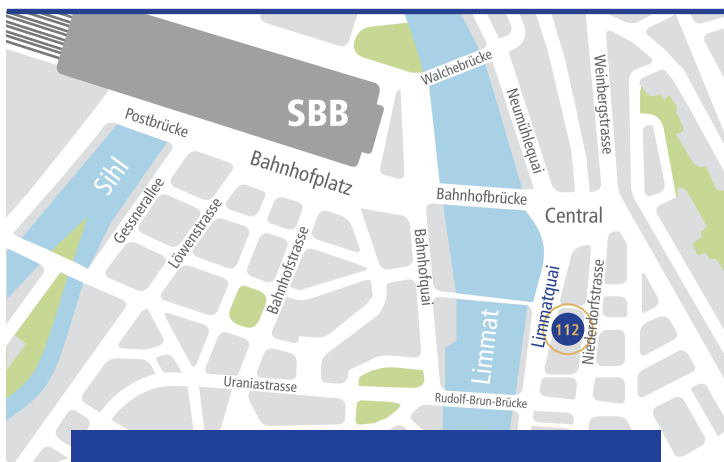 Walchebrücke
Weinbergstrasse
Neumühlequai
SBB
Postbrücke
Sihl
Bahnhofplatz
Gessnerallee
Bahnhofbrücke
Central
Löwenstrasse
Bahnhofstrasse
Bahnhofquai
Limmatquai
Niederdorfstrasse
112
Limmat
Uraniastrasse
Rudolf-Brun-Brücke